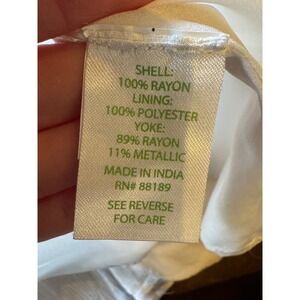 SHELL:
100% RAYON
LINING:
100% POLYESTER
YOKE:
89% RAYON
11% METALLIC
MADE IN INDIA
RN# 88189
SEE REVERSE
FOR CARE